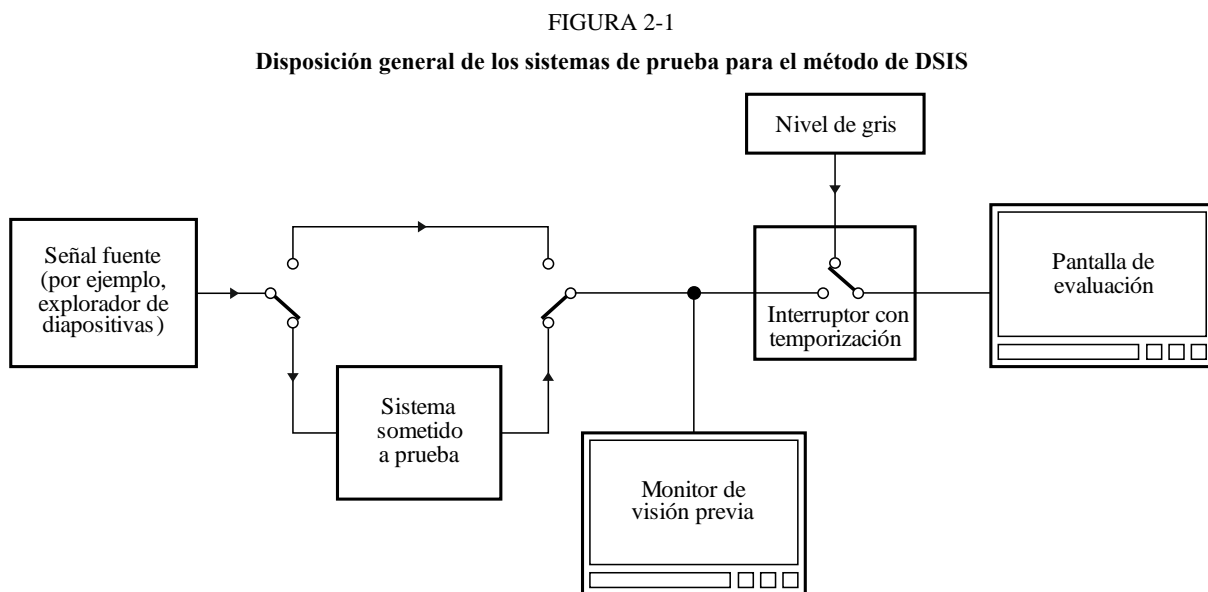 FIGURA 2-1
Disposición general de los sistemas de prueba para el método de DSIS
Nivel de gris
Señal fuente
(por ejemplo,
explorador de
diapositivas)
Pantalla de
evaluación
Interruptor con
temporización
Sistema
sometido
a prueba
Monitor de
visión previa